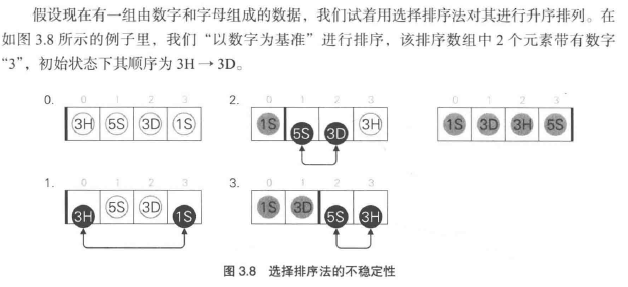 假设现在有一组由数字和字母组成的数据，我们试着用选择排序法对其进行升序排列。在
如图 3.8 所示的例子里，我们“以数字为基准”进行排序，该排序数组中 2 个元素带有数字
“3”，初始状态下其顺序为 3H → 3D。
0. 0 1 2 3
3H 5S 3D 1S
2. 0 1 2 3
1S 5S 3D 3H
0 1 2 3
1S 3D 3H 5S
1. 0 1 2 3
3H 5S 3D 1S
3. 0 1 2 3
1S 3D 5S 3H
图 3.8 选择排序法的不稳定性